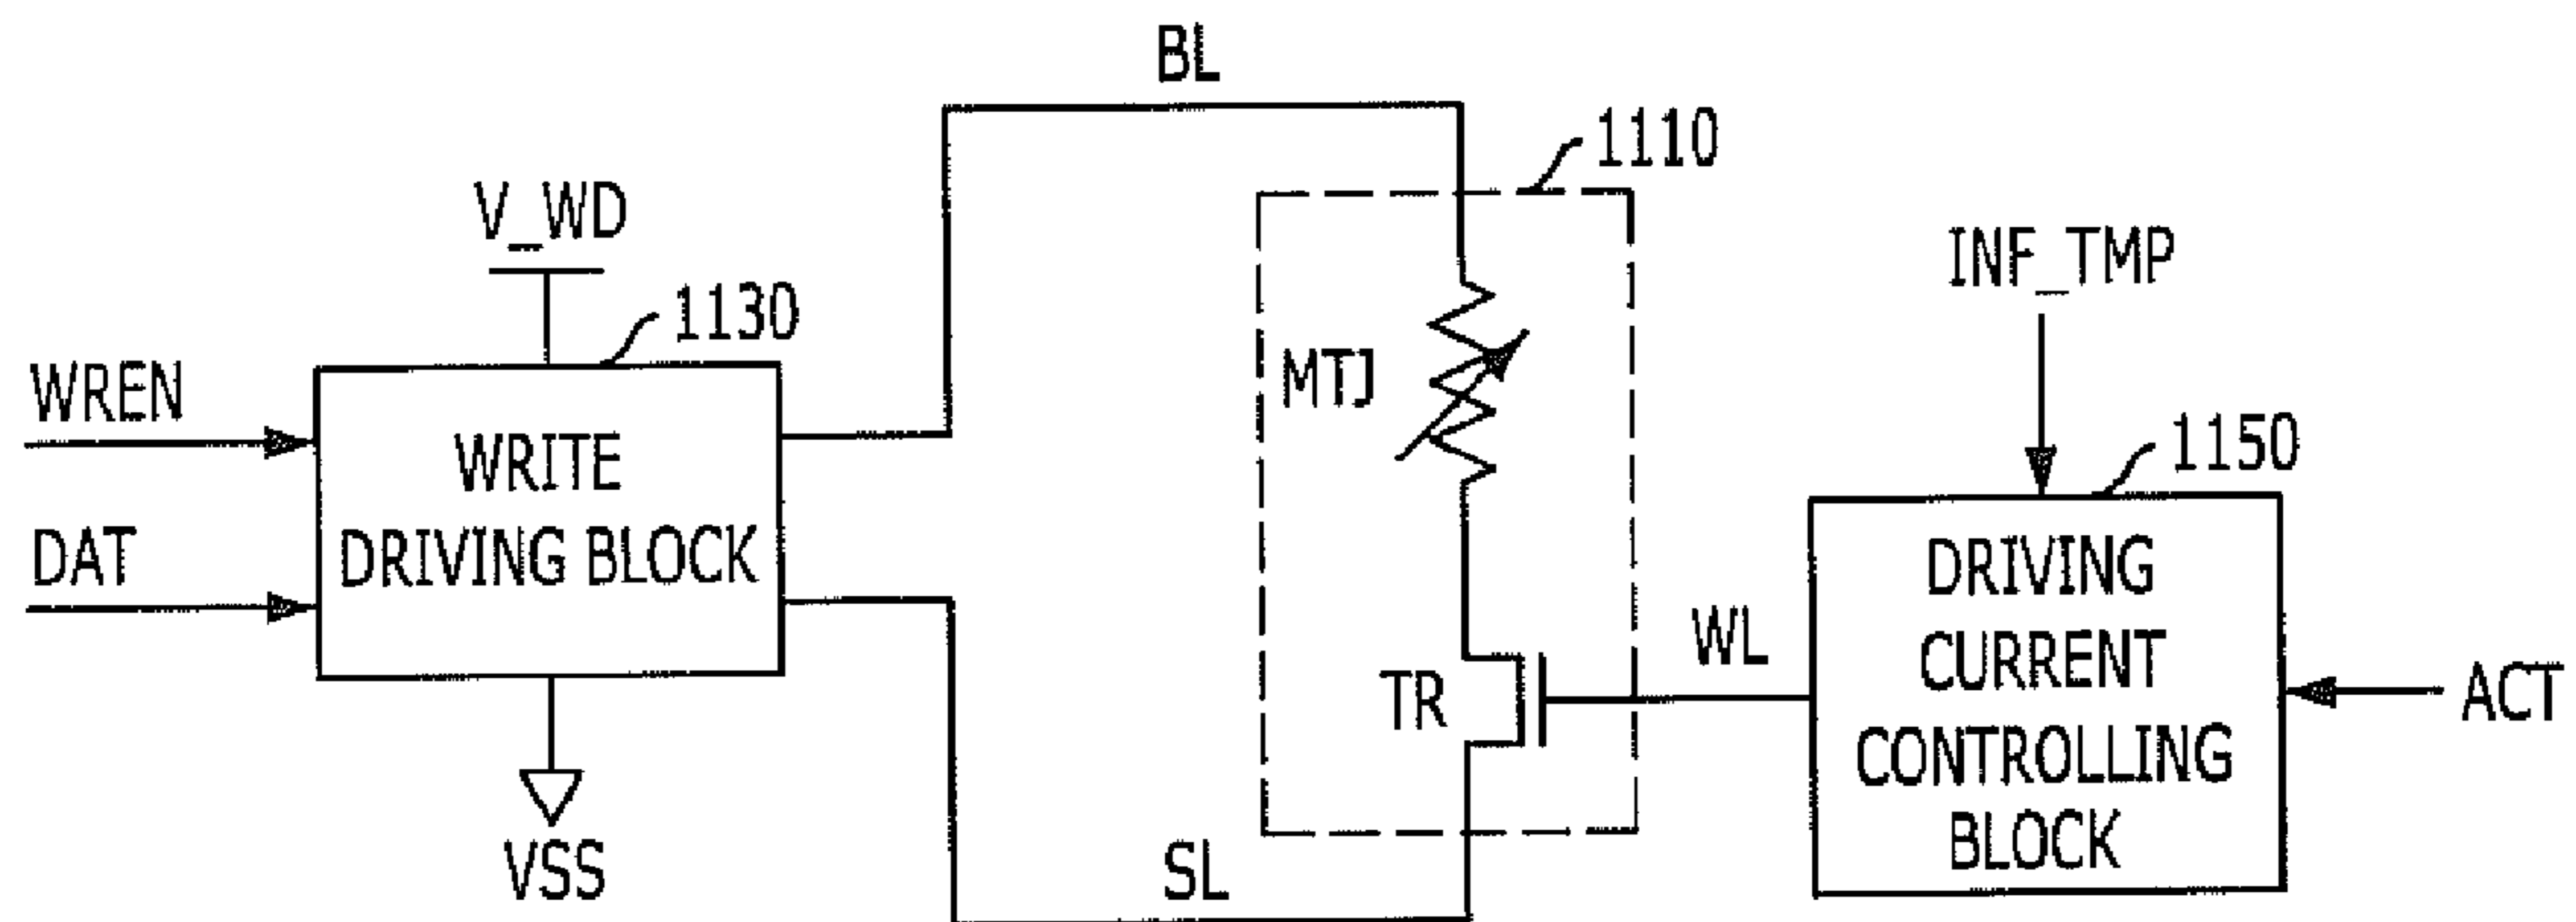 BL
1110
V_WD
1130
INF_TMP
WREN
MTJ
1150
WRITE
DRIVING BLOCK
DAT
DRIVING
CURRENT
CONTROLLING
BLOCK
WL
TR
ACT
VSS
SL